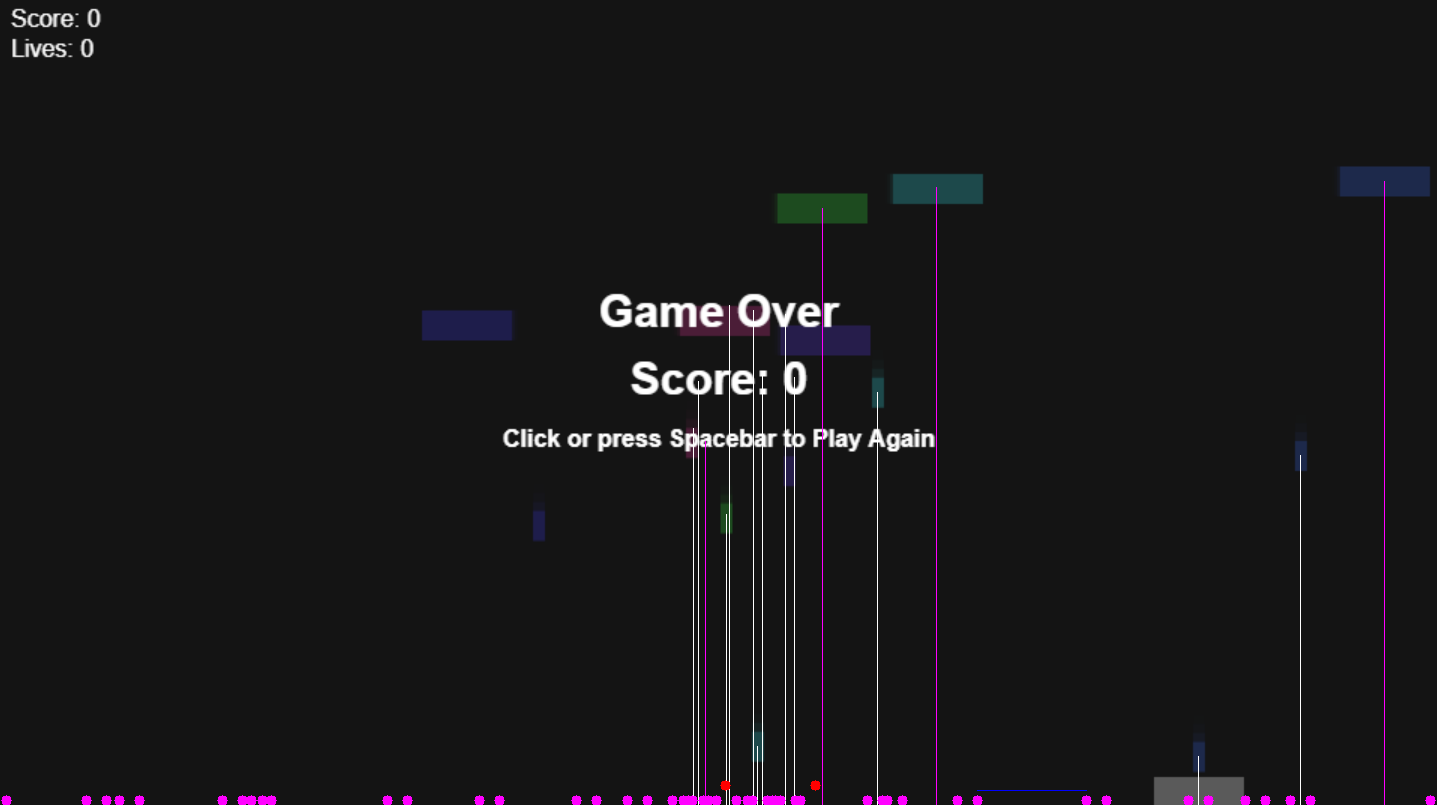 Score: 0
Lives: 0
Game Over
Score: 0
Click or press Spacebar to Play Again